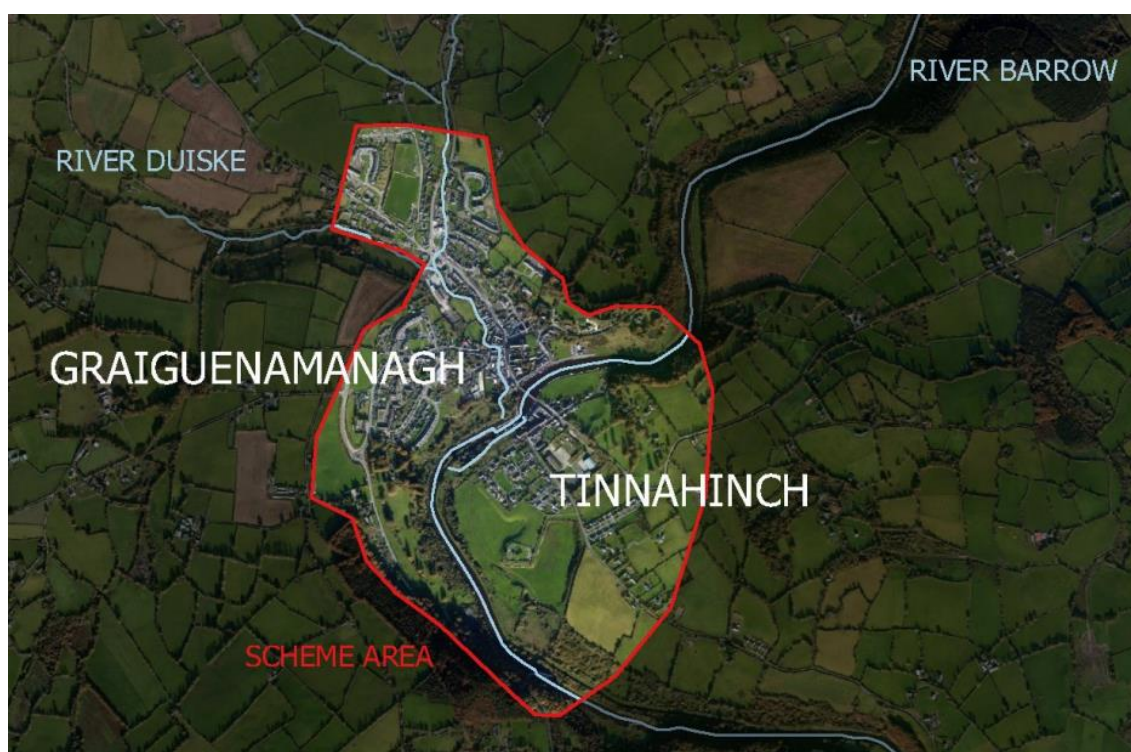 RIVER BARROW
RIVER DUISKE
GRAIGUENAMANAGH
TINNAHINCH
SCHEME AREA